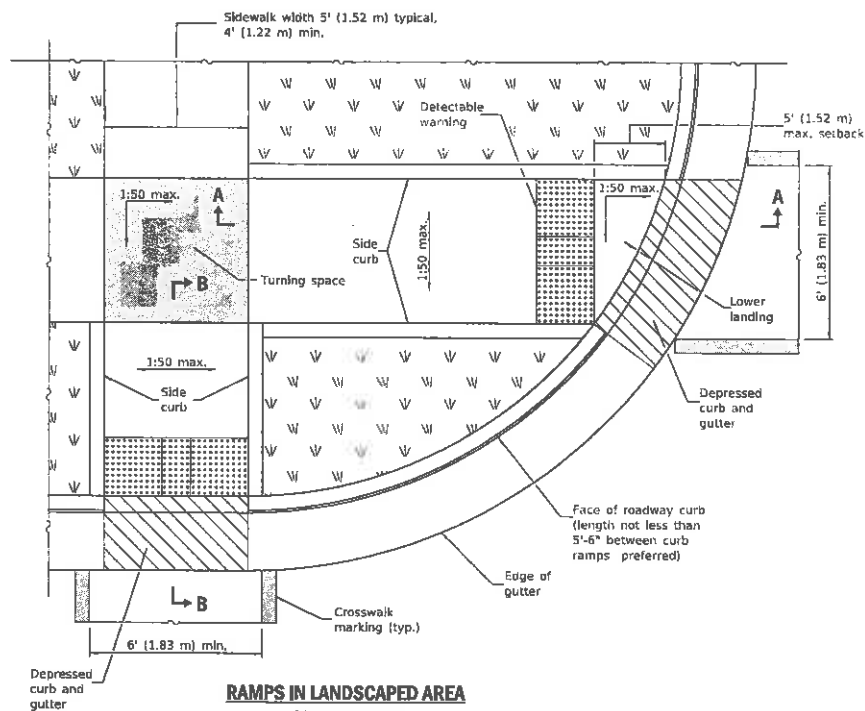 Sidewalk width 5' (1.52 m) typical,
4' (1.22 m) min.
Detectable
warning
5' (1.52 m)
max. setback
1:50 max.
A
Side
curb
1:50 max.
1:50 max.
A
6' (1.83 m) min.
B
Turning space
Lower
landing
1:50 max.
Side
curb
Depressed
curb and
gutter
Face of roadway curb
(length not less than
5'-6" between curb
ramps preferred)
Edge of
gutter
B
Crosswalk
marking (typ.)
6' (1.83 m) min.
Depressed
curb and
gutter
RAMPS IN LANDSCAPED AREA